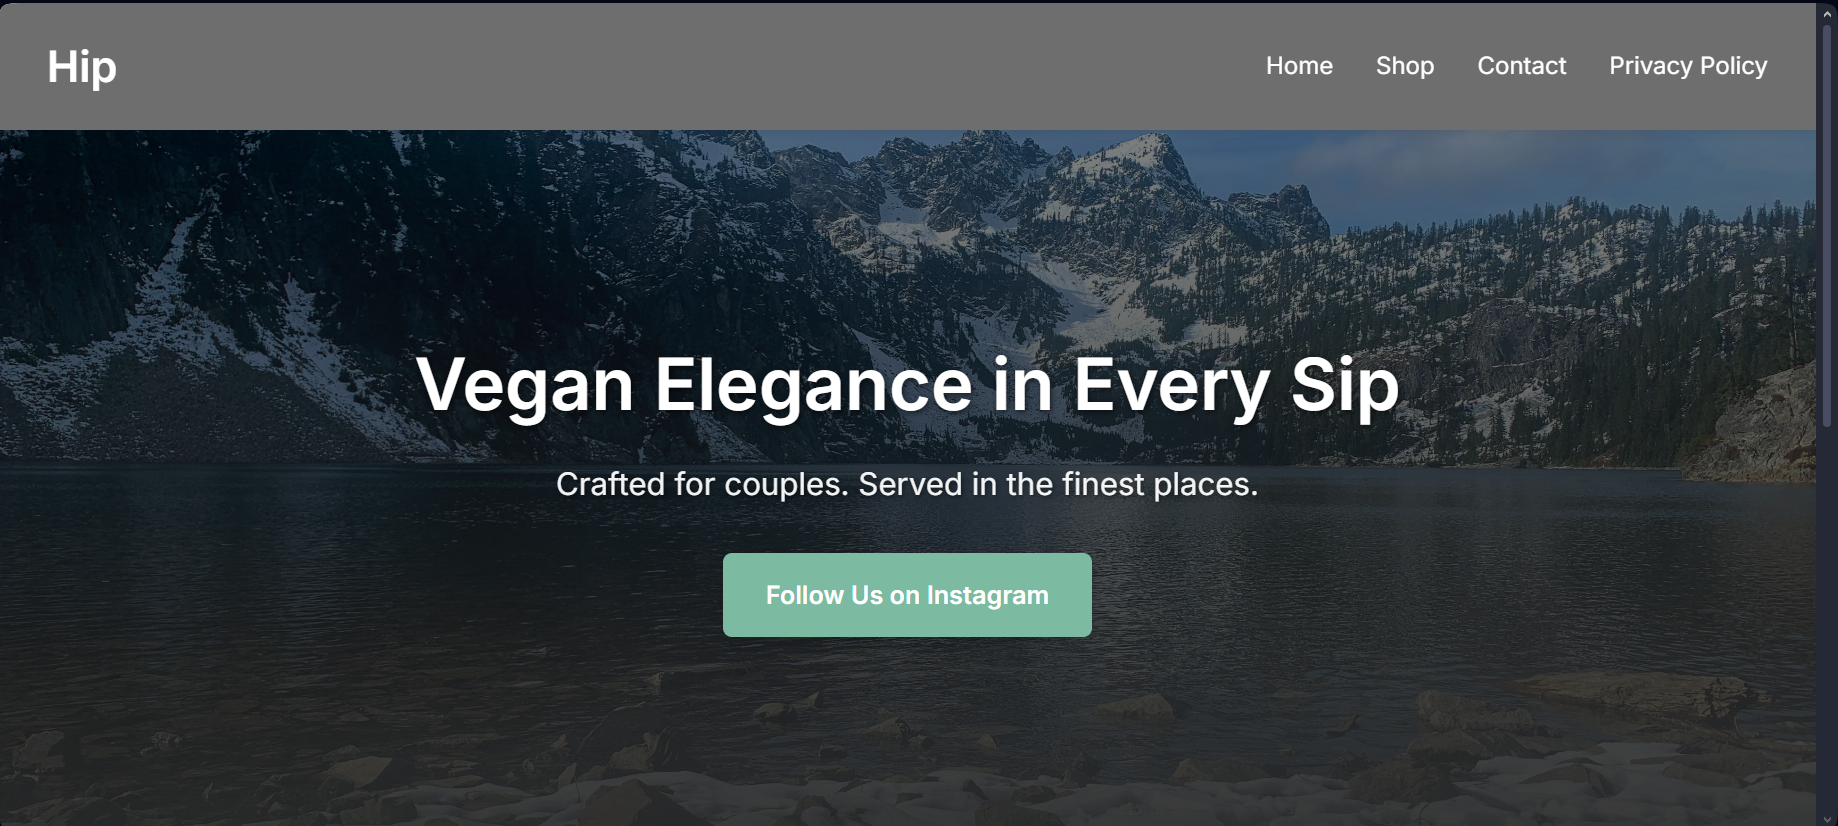 Hip
Home Shop Contact Privacy Policy
Vegan Elegance in Every Sip
Crafted for couples. Served in the finest places.
Follow Us on Instagram